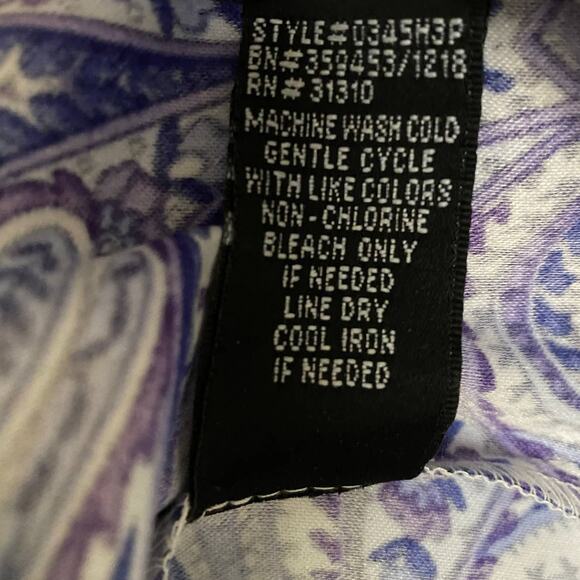 STYLE#0345H3P
BN#359453/1218
RN#31310
MACHINE WASH COLD
GENTLE CYCLE
WITH LIKE COLORS
NON-CHLORINE
BLEACH ONLY
IF NEEDED
LINE DRY
COOL IRON
IF NEEDED